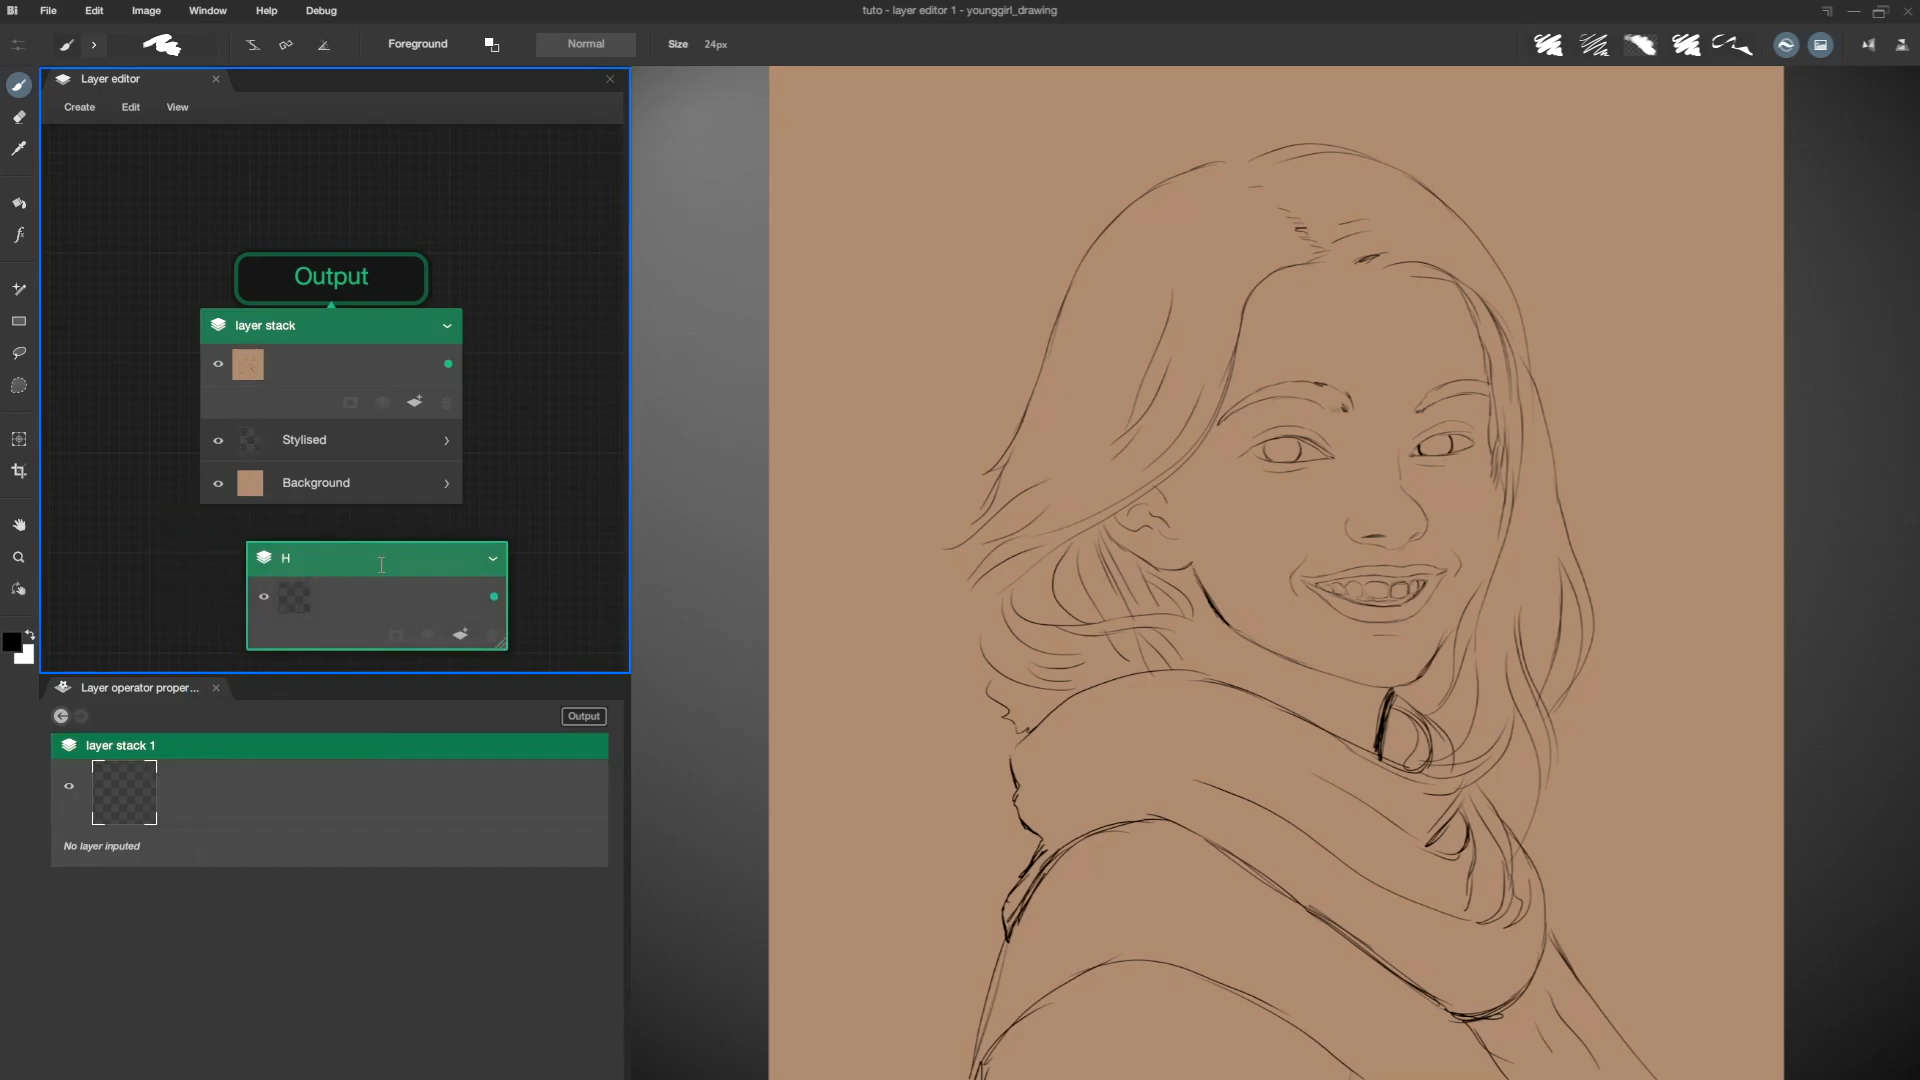 Bi File Edit Image Window Help Debug tuto - layer editor 1 - younggirl_drawing
Foreground Normal Size 24px
Layer editor
Create Edit View
Output
layer stack
Stylised
Background
H
Layer operator proper...
Output
layer stack 1
No layer inputed